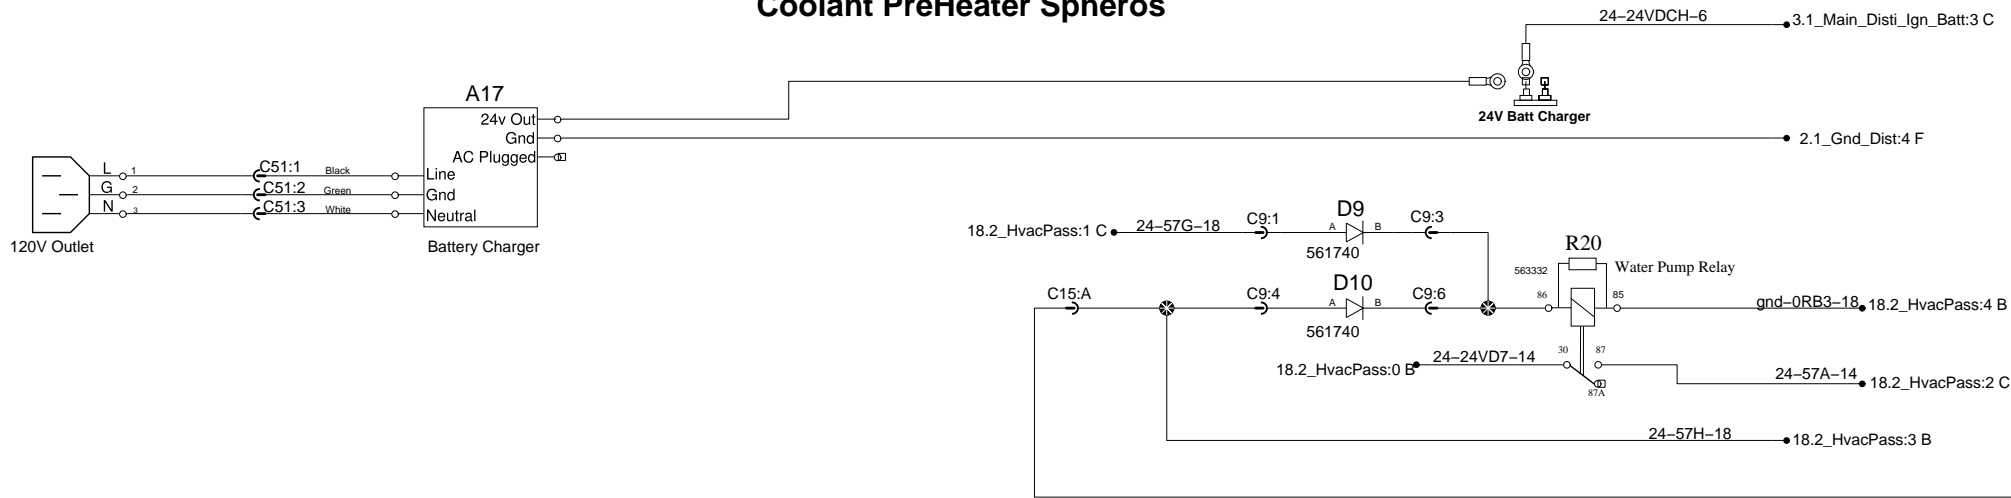 Coolant PreHeater Spheros
24–24VDCH–6
3.1_Main_Disti_Ign_Batt:3 C
24V Batt Charger
A17
24v Out
Gnd
AC Plugged
Line
Gnd
Neutral
Battery Charger
2.1_Gnd_Dist:4 F
L 1 C51:1 Black
G 2 C51:2 Green
N 3 C51:3 White
120V Outlet
18.2_HvacPass:1 C 24–57G–18 C9:1 A D9 B C9:3
561740
R20
563332 Water Pump Relay
C15:A C9:4 A D10 B C9:6 86 85 gnd–0RB3–18 18.2_HvacPass:4 B
561740
18.2_HvacPass:0 B 24–24VD7–14 30 87
87A
24–57A–14 18.2_HvacPass:2 C
24–57H–18 18.2_HvacPass:3 B